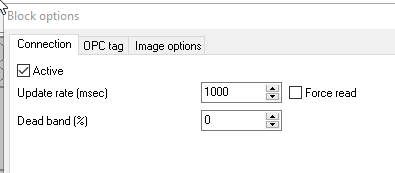 Block options
Connection OPC tag Image options
Active
Update rate (msec) 1000 Force read
Dead band (%) 0